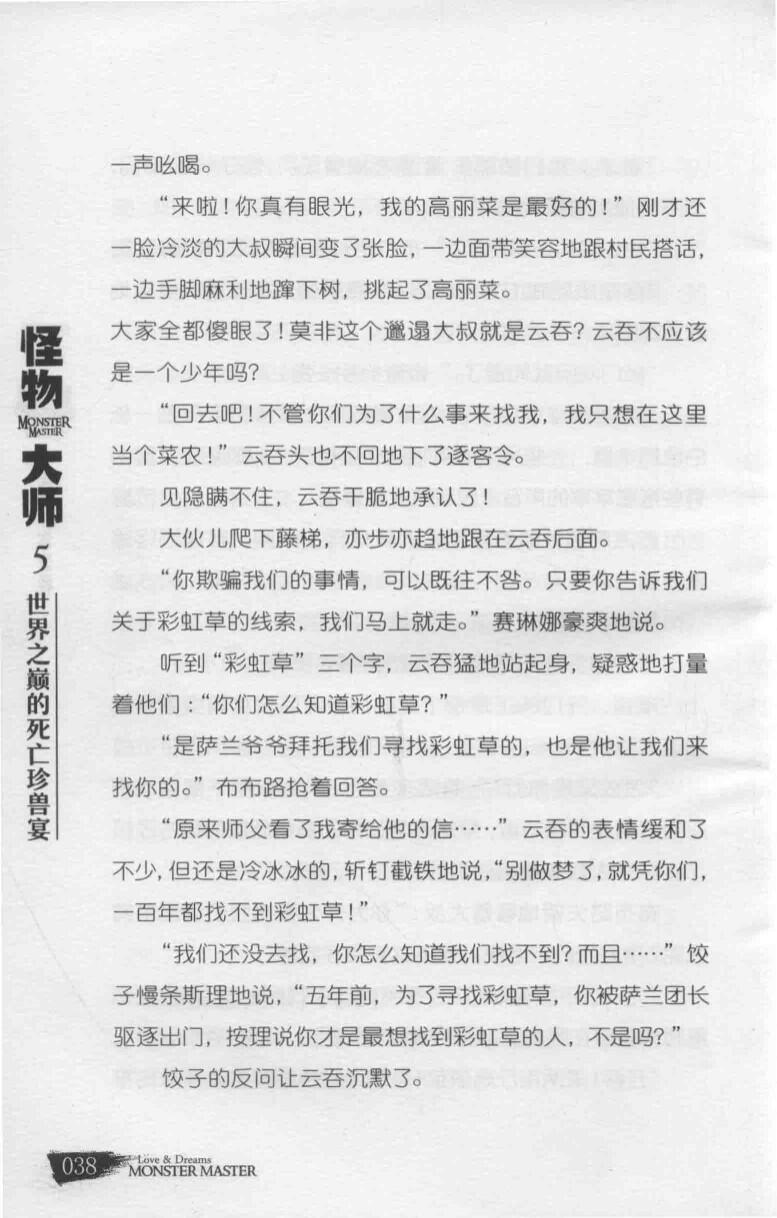 一声吆喝。
“来啦！你真有眼光，我的高丽菜是最好的！”刚才还
一脸冷淡的大叔瞬间变了张脸，一边面带笑容地跟村民搭话，
一边手脚麻利地蹿下树，挑起了高丽菜。
大家全都傻眼了！莫非这个邋遢大叔就是云吞？云吞不应该
是一个少年吗？
“回去吧！不管你们为了什么事来找我，我只想在这里
当个菜农！”云吞头也不回地下了逐客令。
见隐瞒不住，云吞干脆地承认了！
大伙儿爬下藤梯，亦步亦趋地跟在云吞后面。
“你欺骗我们的事情，可以既往不咎。只要你告诉我们
关于彩虹草的线索，我们马上就走。”赛琳娜豪爽地说。
听到“彩虹草”三个字，云吞猛地站起身，疑惑地打量
着他们：“你们怎么知道彩虹草？”
“是萨兰爷爷拜托我们寻找彩虹草的，也是他让我们来
找你的。”布布路抢着回答。
“原来师父看了我寄给他的信……”云吞的表情缓和了
不少，但还是冷冰冰的，斩钉截铁地说，“别做梦了，就凭你们，
一百年都找不到彩虹草！”
“我们还没去找，你怎么知道我们找不到？而且……”饺
子慢条斯理地说，“五年前，为了寻找彩虹草，你被萨兰团长
驱逐出门，按理说你才是最想找到彩虹草的人，不是吗？”
饺子的反问让云吞沉默了。
怪物
MONSTER
MASTER
大师
5
世界之巅的死亡珍兽宴
038
Love & Dreams
MONSTER MASTER